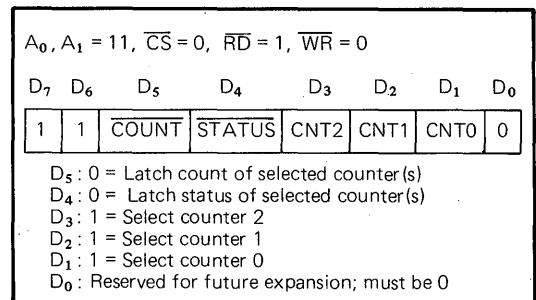 A0, A1 = 11, CS = 0, RD = 1, WR = 0
D7 D6 D5 D4 D3 D2 D1 D0
1 1 COUNT STATUS CNT2 CNT1 CNT0 0
D5 : 0 = Latch count of selected counter(s)
D4 : 0 = Latch status of selected counter(s)
D3 : 1 = Select counter 2
D2 : 1 = Select counter 1
D1 : 1 = Select counter 0
D0 : Reserved for future expansion; must be 0